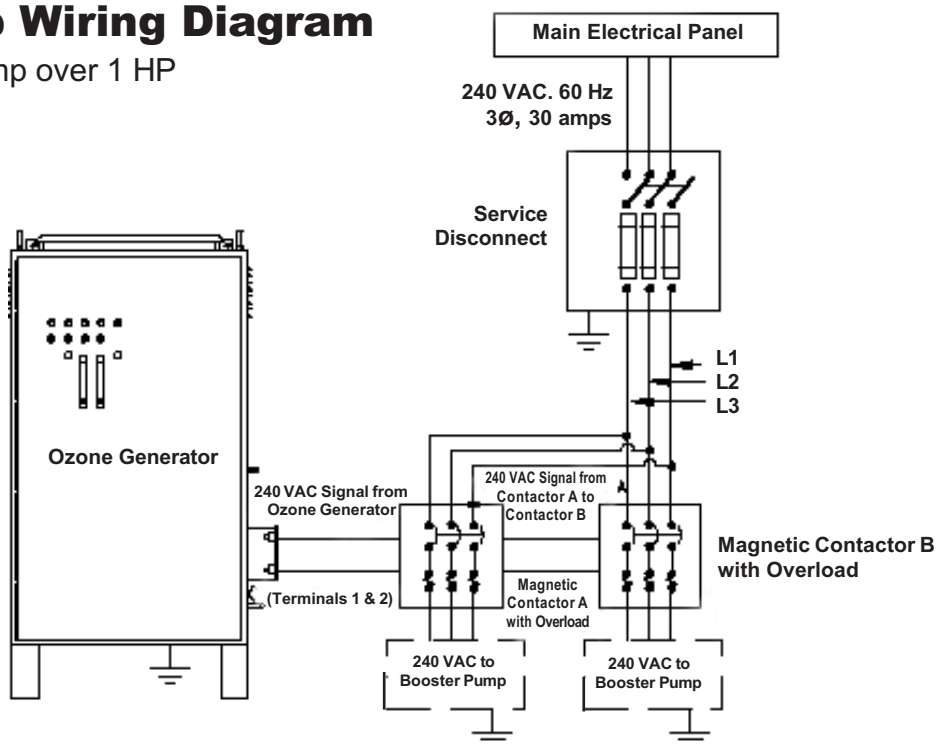 Wiring Diagram
over 1 HP
Main Electrical Panel
240 VAC. 60 Hz
3Ø, 30 amps
Service
Disconnect
L1
L2
L3
Ozone Generator
240 VAC Signal from
Ozone Generator
240 VAC Signal from
Contactor A to
Contactor B
Magnetic Contactor B
with Overload
(Terminals 1 & 2)
Magnetic
Contactor A
with Overload
240 VAC to
Booster Pump
240 VAC to
Booster Pump